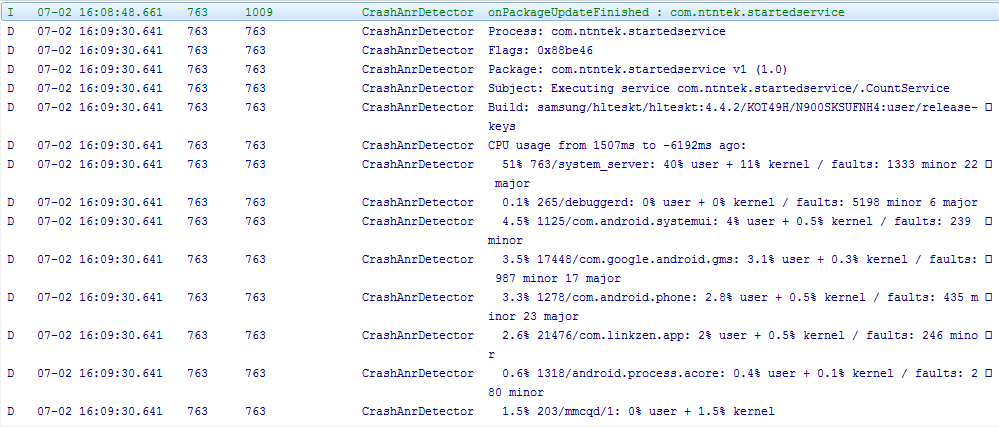 I 07-02 16:08:48.661 763 1009 CrashAnrDetector onPackageUpdateFinished : com.ntntek.startedservice
D 07-02 16:09:30.641 763 763 CrashAnrDetector Process: com.ntntek.startedservice
D 07-02 16:09:30.641 763 763 CrashAnrDetector Flags: 0x88be46
D 07-02 16:09:30.641 763 763 CrashAnrDetector Package: com.ntntek.startedservice v1 (1.0)
D 07-02 16:09:30.641 763 763 CrashAnrDetector Subject: Executing service com.ntntek.startedservice/.CountService
D 07-02 16:09:30.641 763 763 CrashAnrDetector Build: samsung/hlteskt/hlteskt:4.4.2/KOT49H/N900SKSUFNH4:user/release-
keys
D 07-02 16:09:30.641 763 763 CrashAnrDetector CPU usage from 1507ms to -6192ms ago:
D 07-02 16:09:30.641 763 763 CrashAnrDetector 51% 763/system_server: 40% user + 11% kernel / faults: 1333 minor 22
major
D 07-02 16:09:30.641 763 763 CrashAnrDetector 0.1% 265/debuggerd: 0% user + 0% kernel / faults: 5198 minor 6 major
D 07-02 16:09:30.641 763 763 CrashAnrDetector 4.5% 1125/com.android.systemui: 4% user + 0.5% kernel / faults: 239
minor
D 07-02 16:09:30.641 763 763 CrashAnrDetector 3.5% 17448/com.google.android.gms: 3.1% user + 0.3% kernel / faults:
987 minor 17 major
D 07-02 16:09:30.641 763 763 CrashAnrDetector 3.3% 1278/com.android.phone: 2.8% user + 0.5% kernel / faults: 435 m
inor 23 major
D 07-02 16:09:30.641 763 763 CrashAnrDetector 2.6% 21476/com.linkzen.app: 2% user + 0.5% kernel / faults: 246 mino
r
D 07-02 16:09:30.641 763 763 CrashAnrDetector 0.6% 1318/android.process.acore: 0.4% user + 0.1% kernel / faults: 2
80 minor
D 07-02 16:09:30.641 763 763 CrashAnrDetector 1.5% 203/mmcqd/1: 0% user + 1.5% kernel